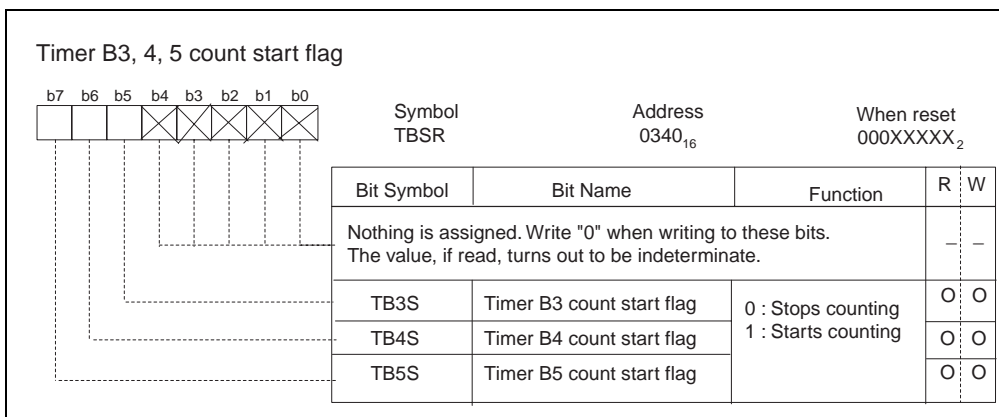 Timer B3, 4, 5 count start flag
b7 b6 b5 b4 b3 b2 b1 b0
Symbol Address When reset
TBSR 0340₁₆ 000XXXXX₂
Bit Symbol Bit Name Function R W
Nothing is assigned. Write "0" when writing to these bits.
The value, if read, turns out to be indeterminate. – –
TB3S Timer B3 count start flag 0 : Stops counting O O
TB4S Timer B4 count start flag 1 : Starts counting O O
TB5S Timer B5 count start flag O O